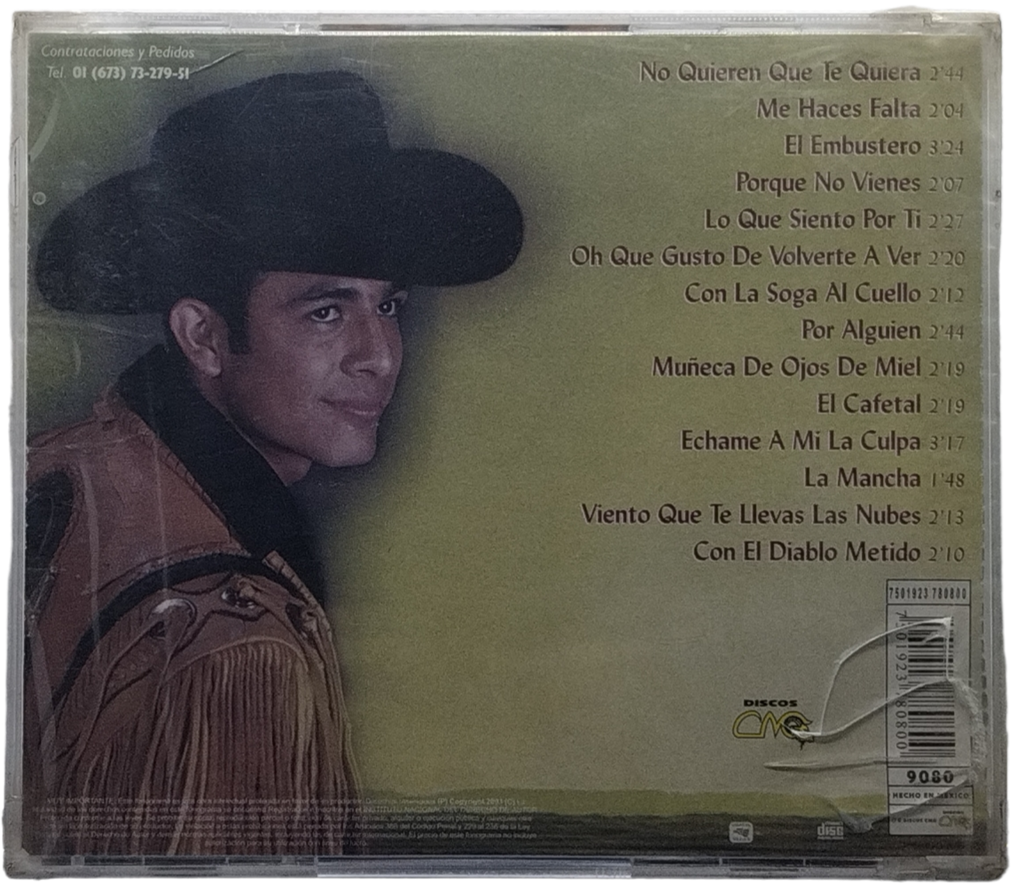 Contrataciones y Pedidos
Tel. 01 (673) 73-279-51
No Quieren Que Te Quiera 2'44
Me Haces Falta 2'04
El Embustero 3'24
Porque No Vienes 2'07
Lo Que Siento Por Ti 2'27
Oh Que Gusto De Volverte A Ver 2'20
Con La Soga Al Cuello 2'12
Por Alguien 2'44
Muñeca De Ojos De Miel 2'19
El Cafetal 2'19
Echame A Mi La Culpa 3'17
La Mancha 1'48
Viento Que Te Llevas Las Nubes 2'13
Con El Diablo Metido 2'10
7501923 780800
DISCOS
9080
HECHO EN MEXICO
MUY IMPORTANTE:
disc